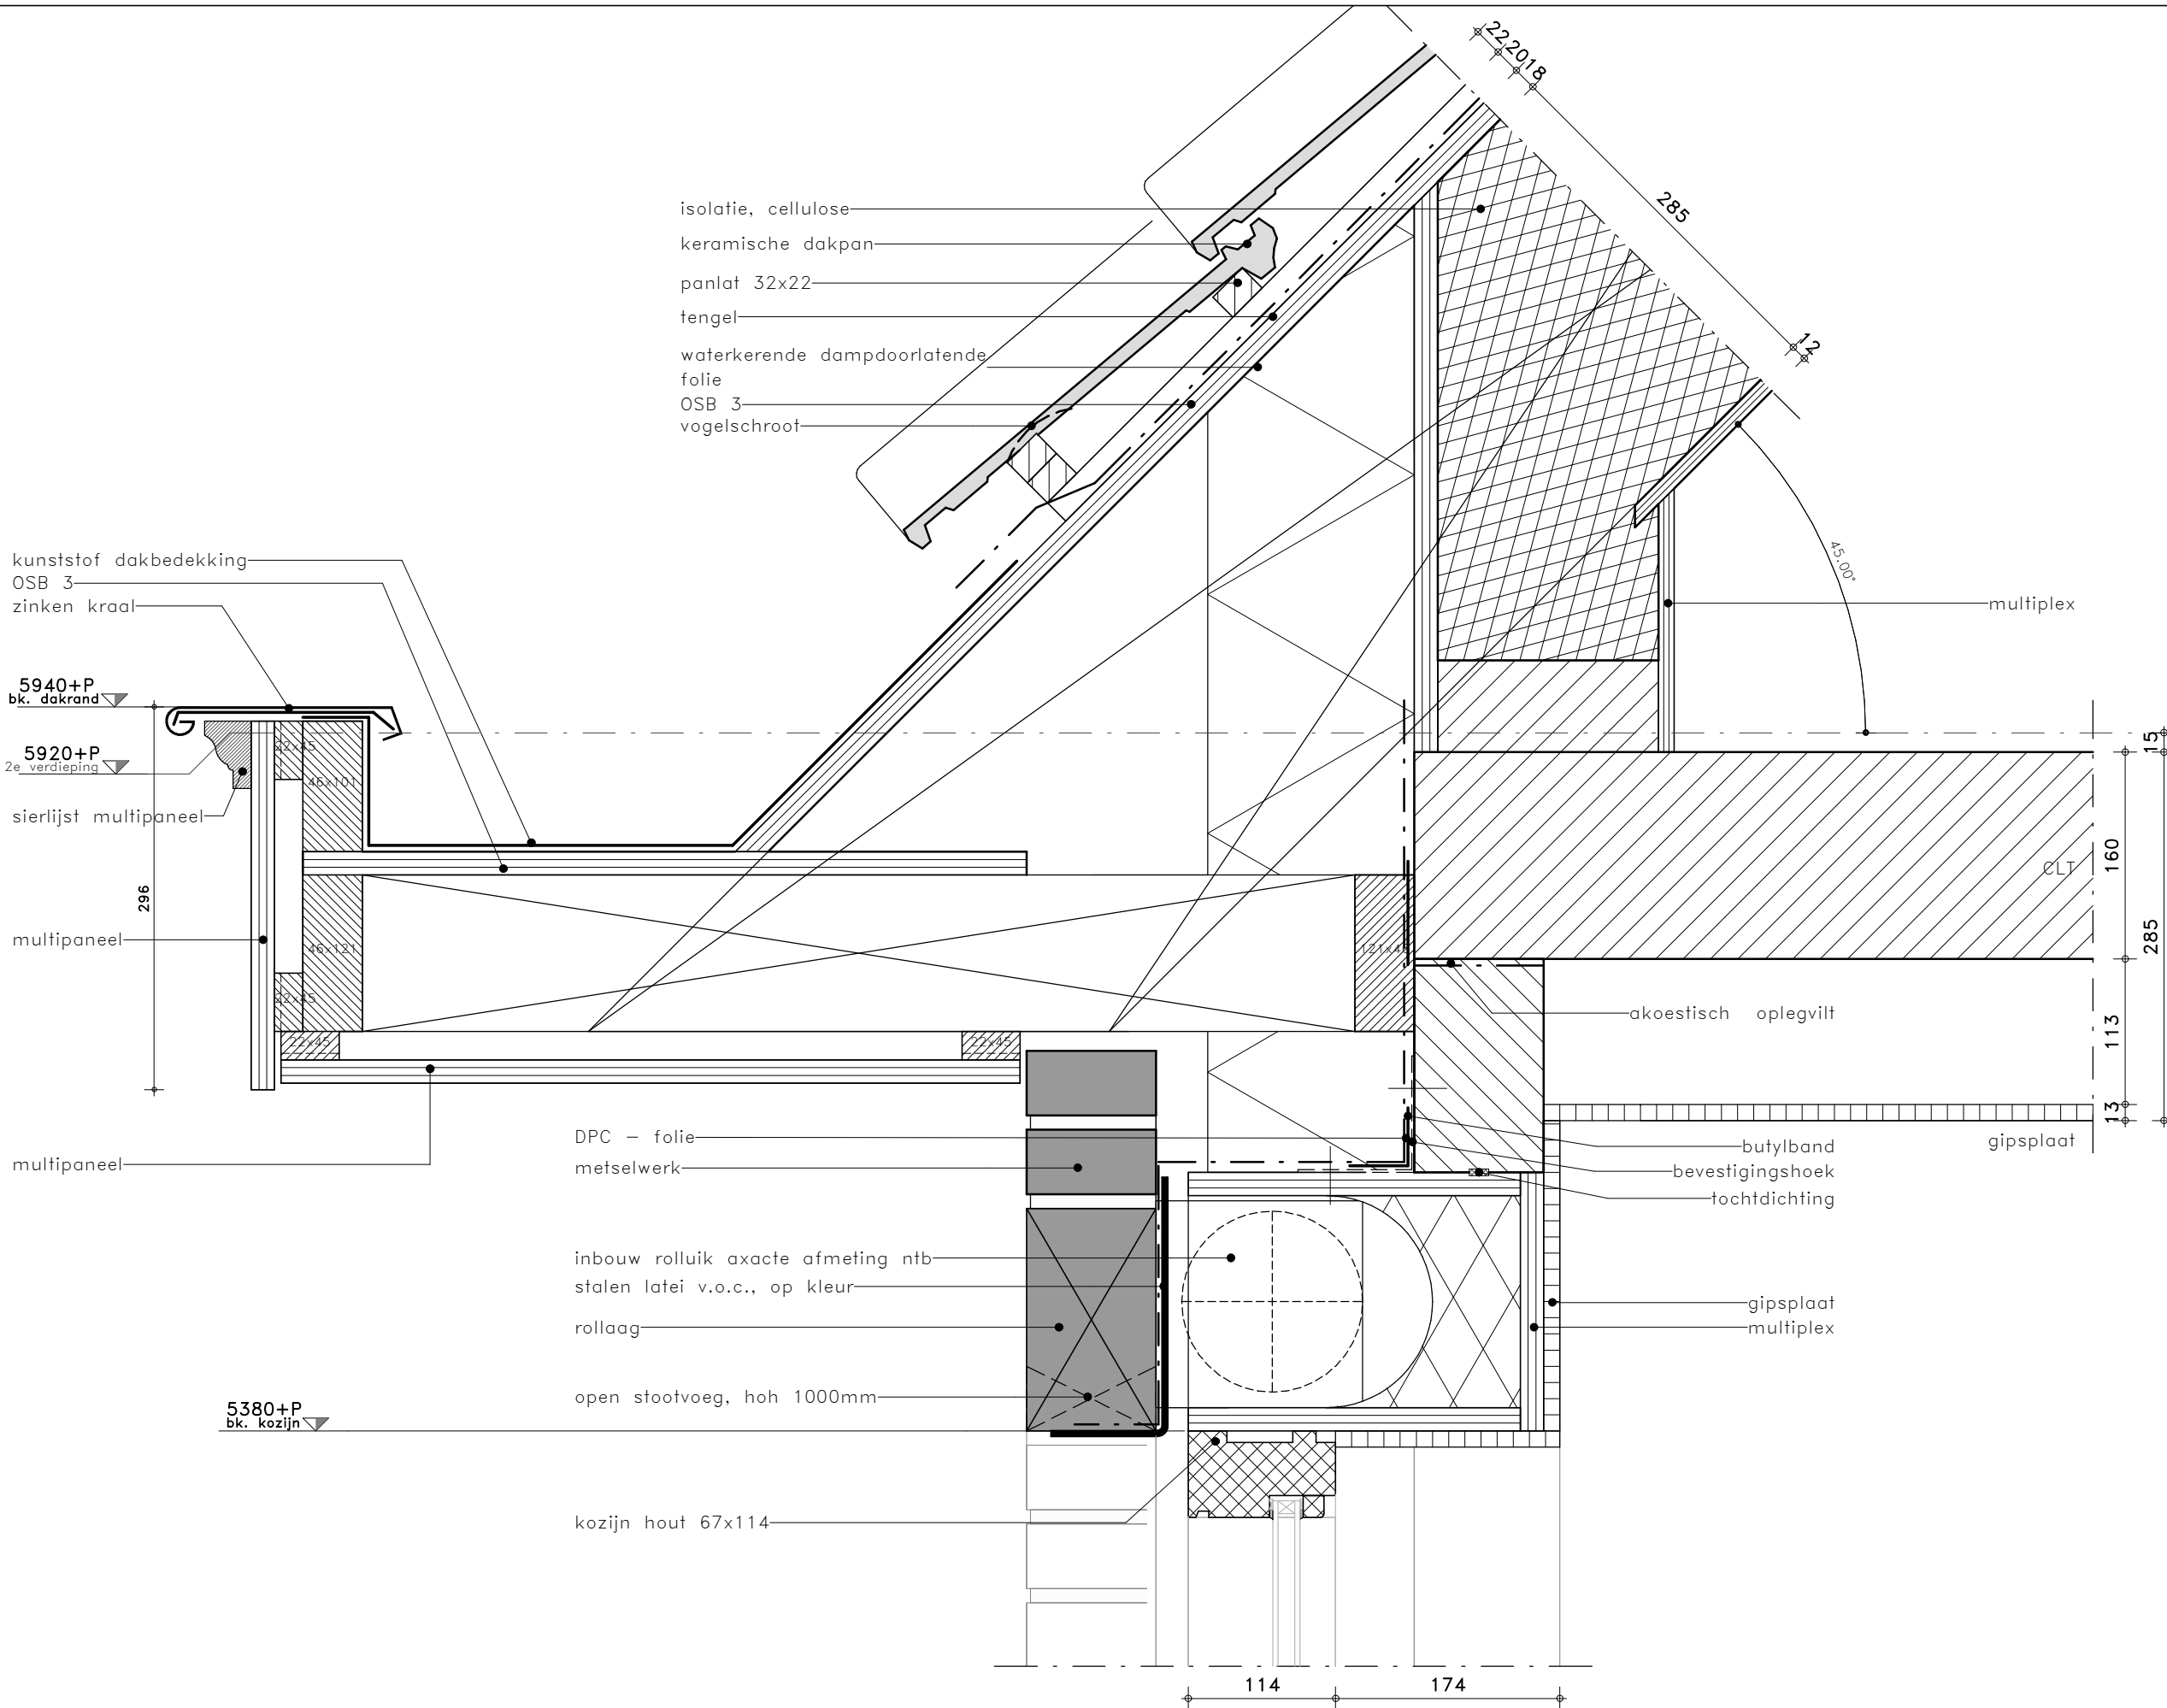 222018
285
12
isolatie, cellulose
keramische dakpan
panlat 32x22
tengel
waterkerende dampdoorlatende
folie
OSB 3
vogelschroot
45.00°
multiplex
kunststof dakbedekking
OSB 3
zinken kraal
5940+P
bk. dakrand
5920+P
2e verdieping
sierlijst multipaneel
22x45
46x101
296
multipaneel
46x121
22x45
22x45
22x45
multipaneel
15
160
CLT
285
113
13
akoestisch oplegvilt
gipsplaat
butylband
bevestigingshoek
tochtdichting
DPC - folie
metselwerk
inbouw rolluik axacte afmeting ntb
stalen latei v.o.c., op kleur
rollaag
open stootvoeg, hoh 1000mm
gipsplaat
multiplex
5380+P
bk. kozijn
kozijn hout 67x114
114
174